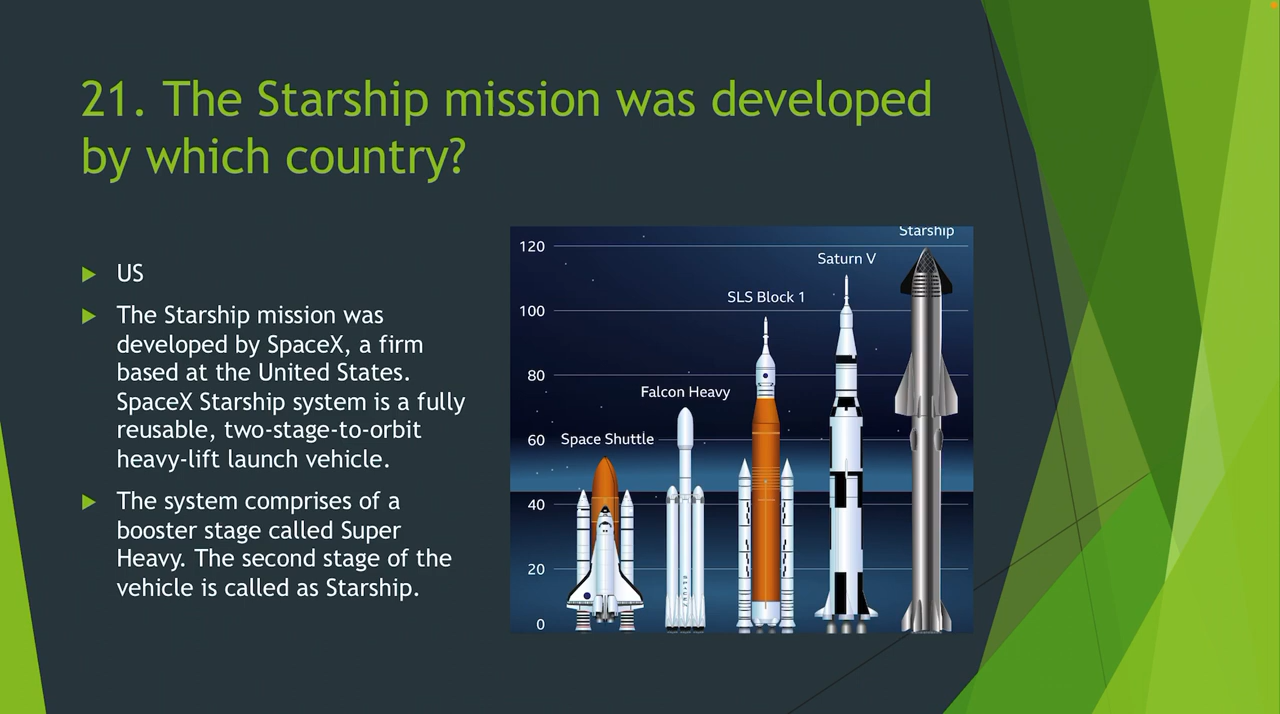 21. The Starship mission was developed
by which country?
US
The Starship mission was
developed by SpaceX, a firm
based at the United States.
SpaceX Starship system is a fully
reusable, two-stage-to-orbit
heavy-lift launch vehicle.
The system comprises of a
booster stage called Super
Heavy. The second stage of the
vehicle is called as Starship.
Starship
120
Saturn V
SLS Block 1
100
80
Falcon Heavy
60
Space Shuttle
40
20
0